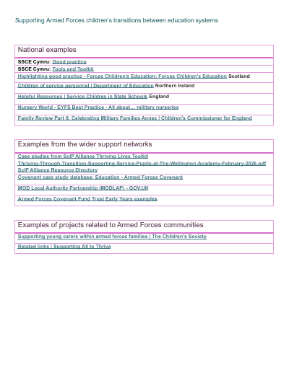 Supporting Armed Forces children's transitions between education systems
National examples
SSCE Cymru: Good practice
SSCE Cymru: Tools and Toolkit
Highlighting good practice - Forces Children's Education, Forces Children's Education Scotland
Children of service personnel | Department of Education Northern Ireland
Helpful Resources | Service Children in State Schools England
Nursery World - EYFS Best Practice - All about... military nurseries
Family Review Part II: Celebrating Military Families Annex | Children's Commissioner for England
Examples from the wider support networks
Case studies from SciP Alliance Thriving Lives Toolkit
Thriving-Through-Transition-Supporting-Service-Pupils-at-The-Wellington-Academy-February-2026.pdf
SciP Alliance Resource Directory
Covenant case study database: Education - Armed Forces Covenant
MOD Local Authority Partnership (MODLAP) - GOV.UK
Armed Forces Covenant Fund Trust Early Years examples
Examples of projects related to Armed Forces communities
Supporting young carers within armed forces families | The Children's Society
Related links | Supporting All to Thrive